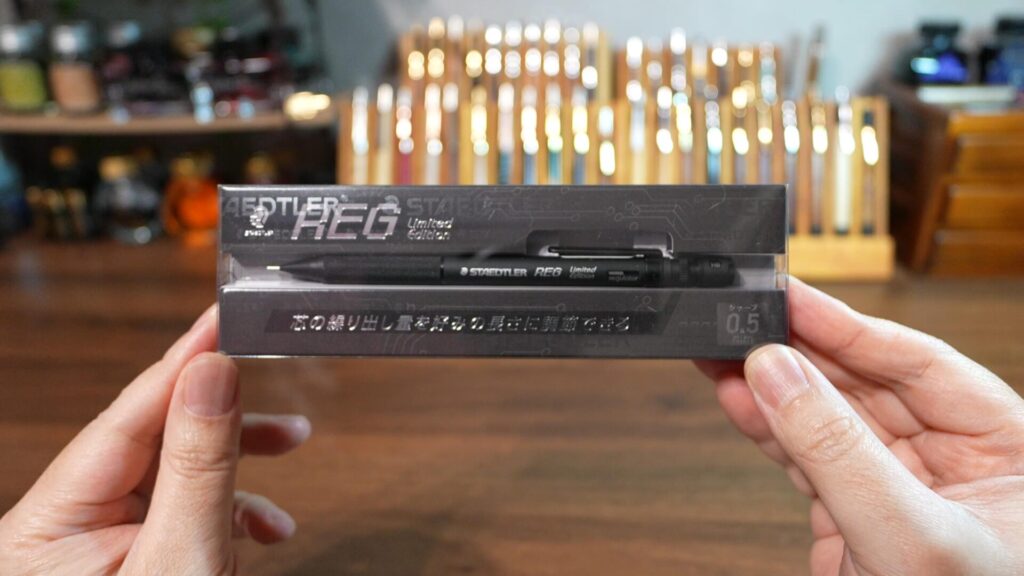 STAEDTLER
REG Limited
Edition
STAEDTLER REG Limited
Edition
芯の繰り出し量を好みの長さに調節できる
シャープ
0.5
mm